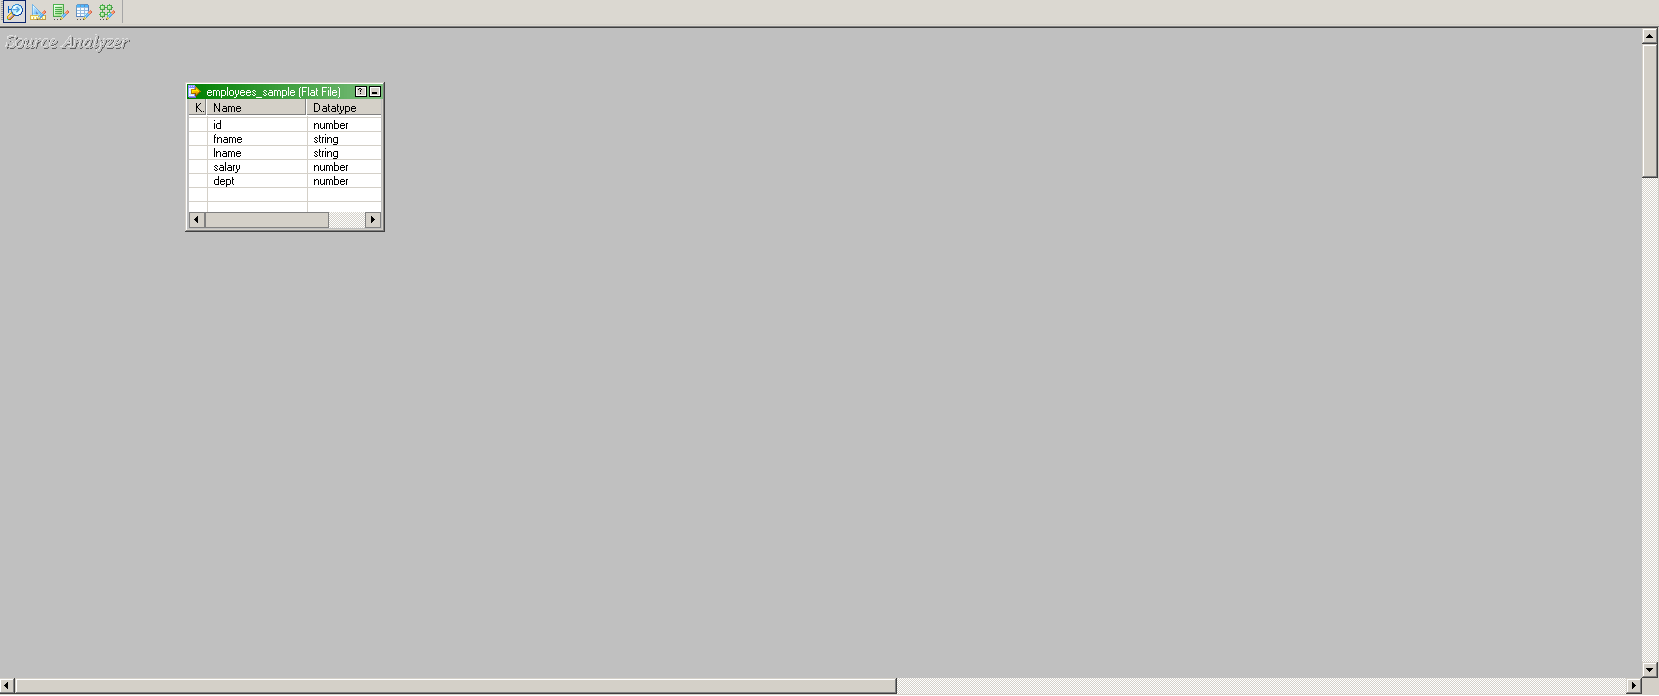 Source Analyzer
employees_sample (Flat File)
K. Name Datatype
id number
fname string
lname string
salary number
dept number